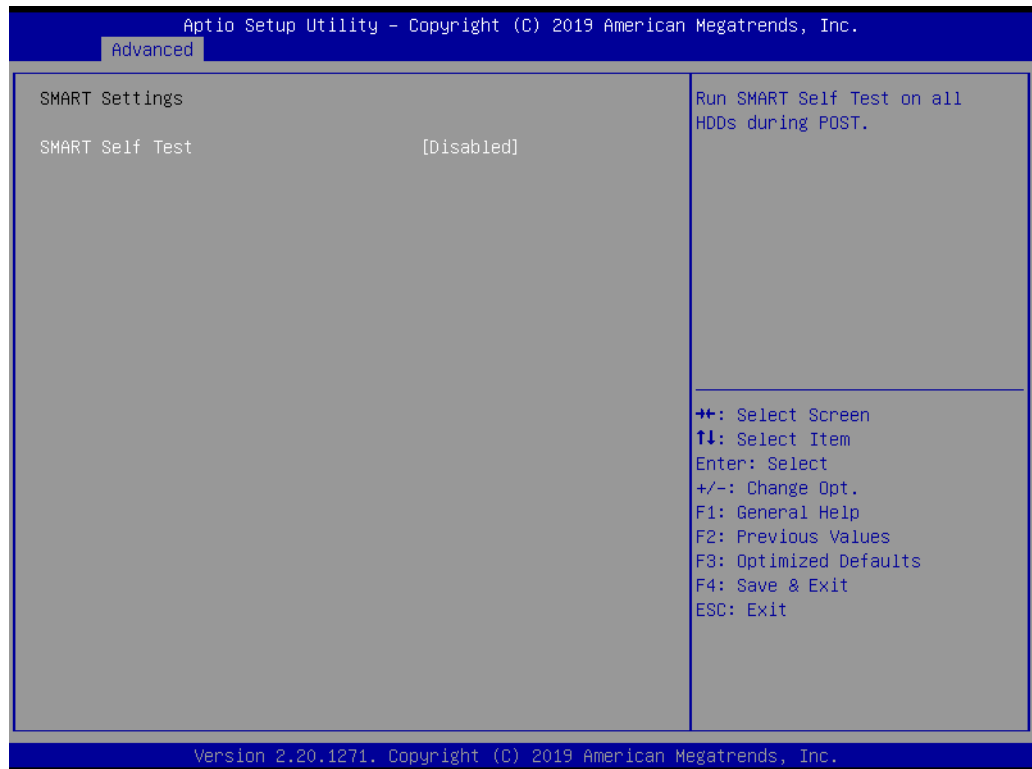 Aptio Setup Utility – Copyright (C) 2019 American Megatrends, Inc.
Advanced
SMART Settings
SMART Self Test [Disabled]
Run SMART Self Test on all
HDDs during POST.
→←: Select Screen
↑↓: Select Item
Enter: Select
+/-: Change Opt.
F1: General Help
F2: Previous Values
F3: Optimized Defaults
F4: Save & Exit
ESC: Exit
Version 2.20.1271. Copyright (C) 2019 American Megatrends, Inc.